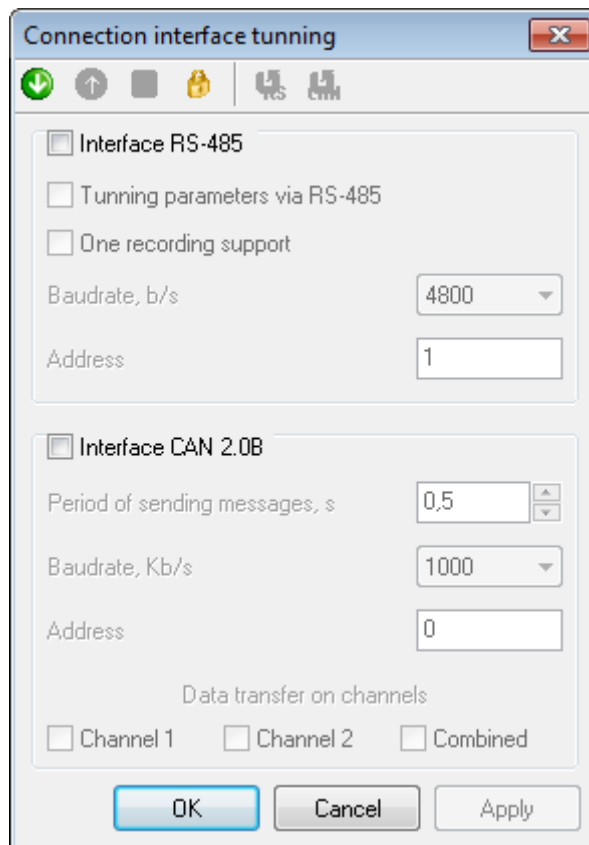 Connection interface tunning
RS CAN
Interface RS-485
Tunning parameters via RS-485
One recording support
Baudrate, b/s 4800
Address 1
Interface CAN 2.0B
Period of sending messages, s 0,5
Baudrate, Kb/s 1000
Address 0
Data transfer on channels
Channel 1 Channel 2 Combined
OK Cancel Apply